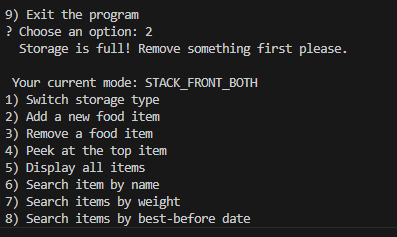 9) Exit the program
? Choose an option: 2
Storage is full! Remove something first please.
Your current mode: STACK_FRONT_BOTH
1) Switch storage type
2) Add a new food item
3) Remove a food item
4) Peek at the top item
5) Display all items
6) Search item by name
7) Search items by weight
8) Search items by best-before date